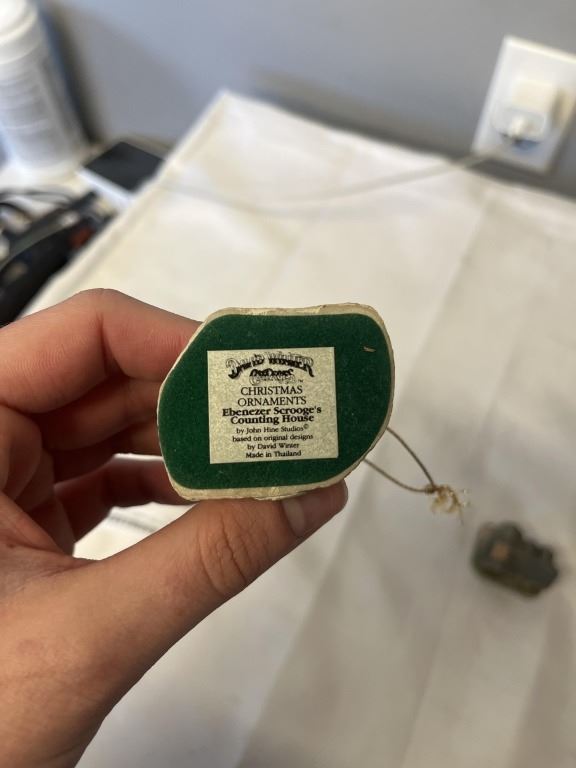 DAVID WINTER
COTTAGES™
CHRISTMAS
ORNAMENTS
Ebenezer Scrooge's
Counting House
by John Hine Studios©
based on original designs
by David Winter
Made in Thailand